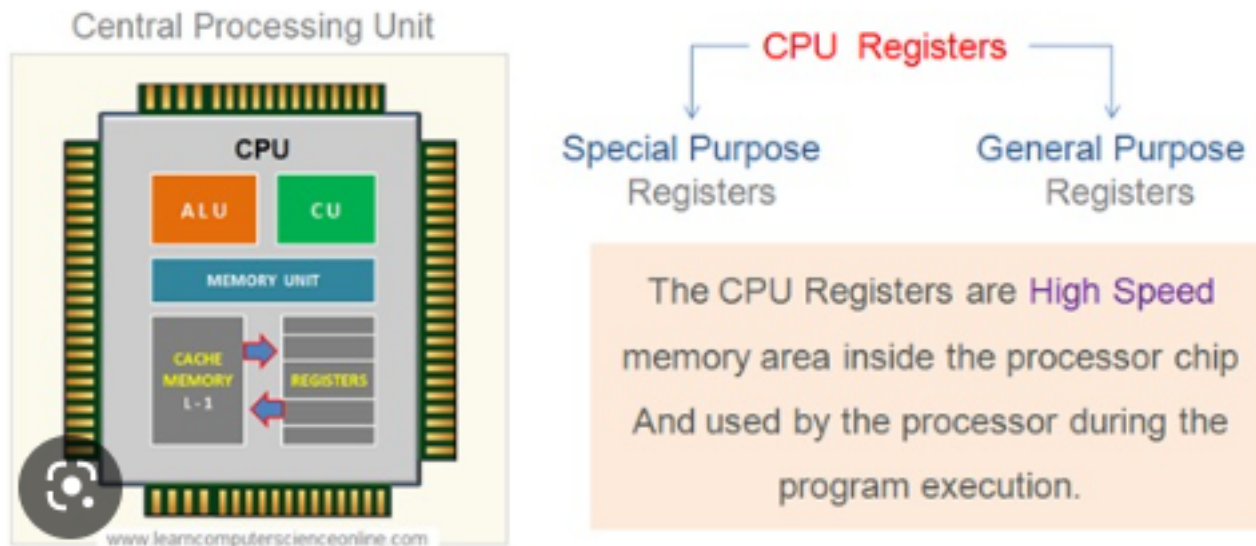 Central Processing Unit
CPU
ALU
CU
MEMORY UNIT
CACHE
MEMORY
L-1
REGISTERS
www.learncomputerscienceonline.com
CPU Registers
Special Purpose
Registers
General Purpose
Registers
The CPU Registers are High Speed
memory area inside the processor chip
And used by the processor during the
program execution.